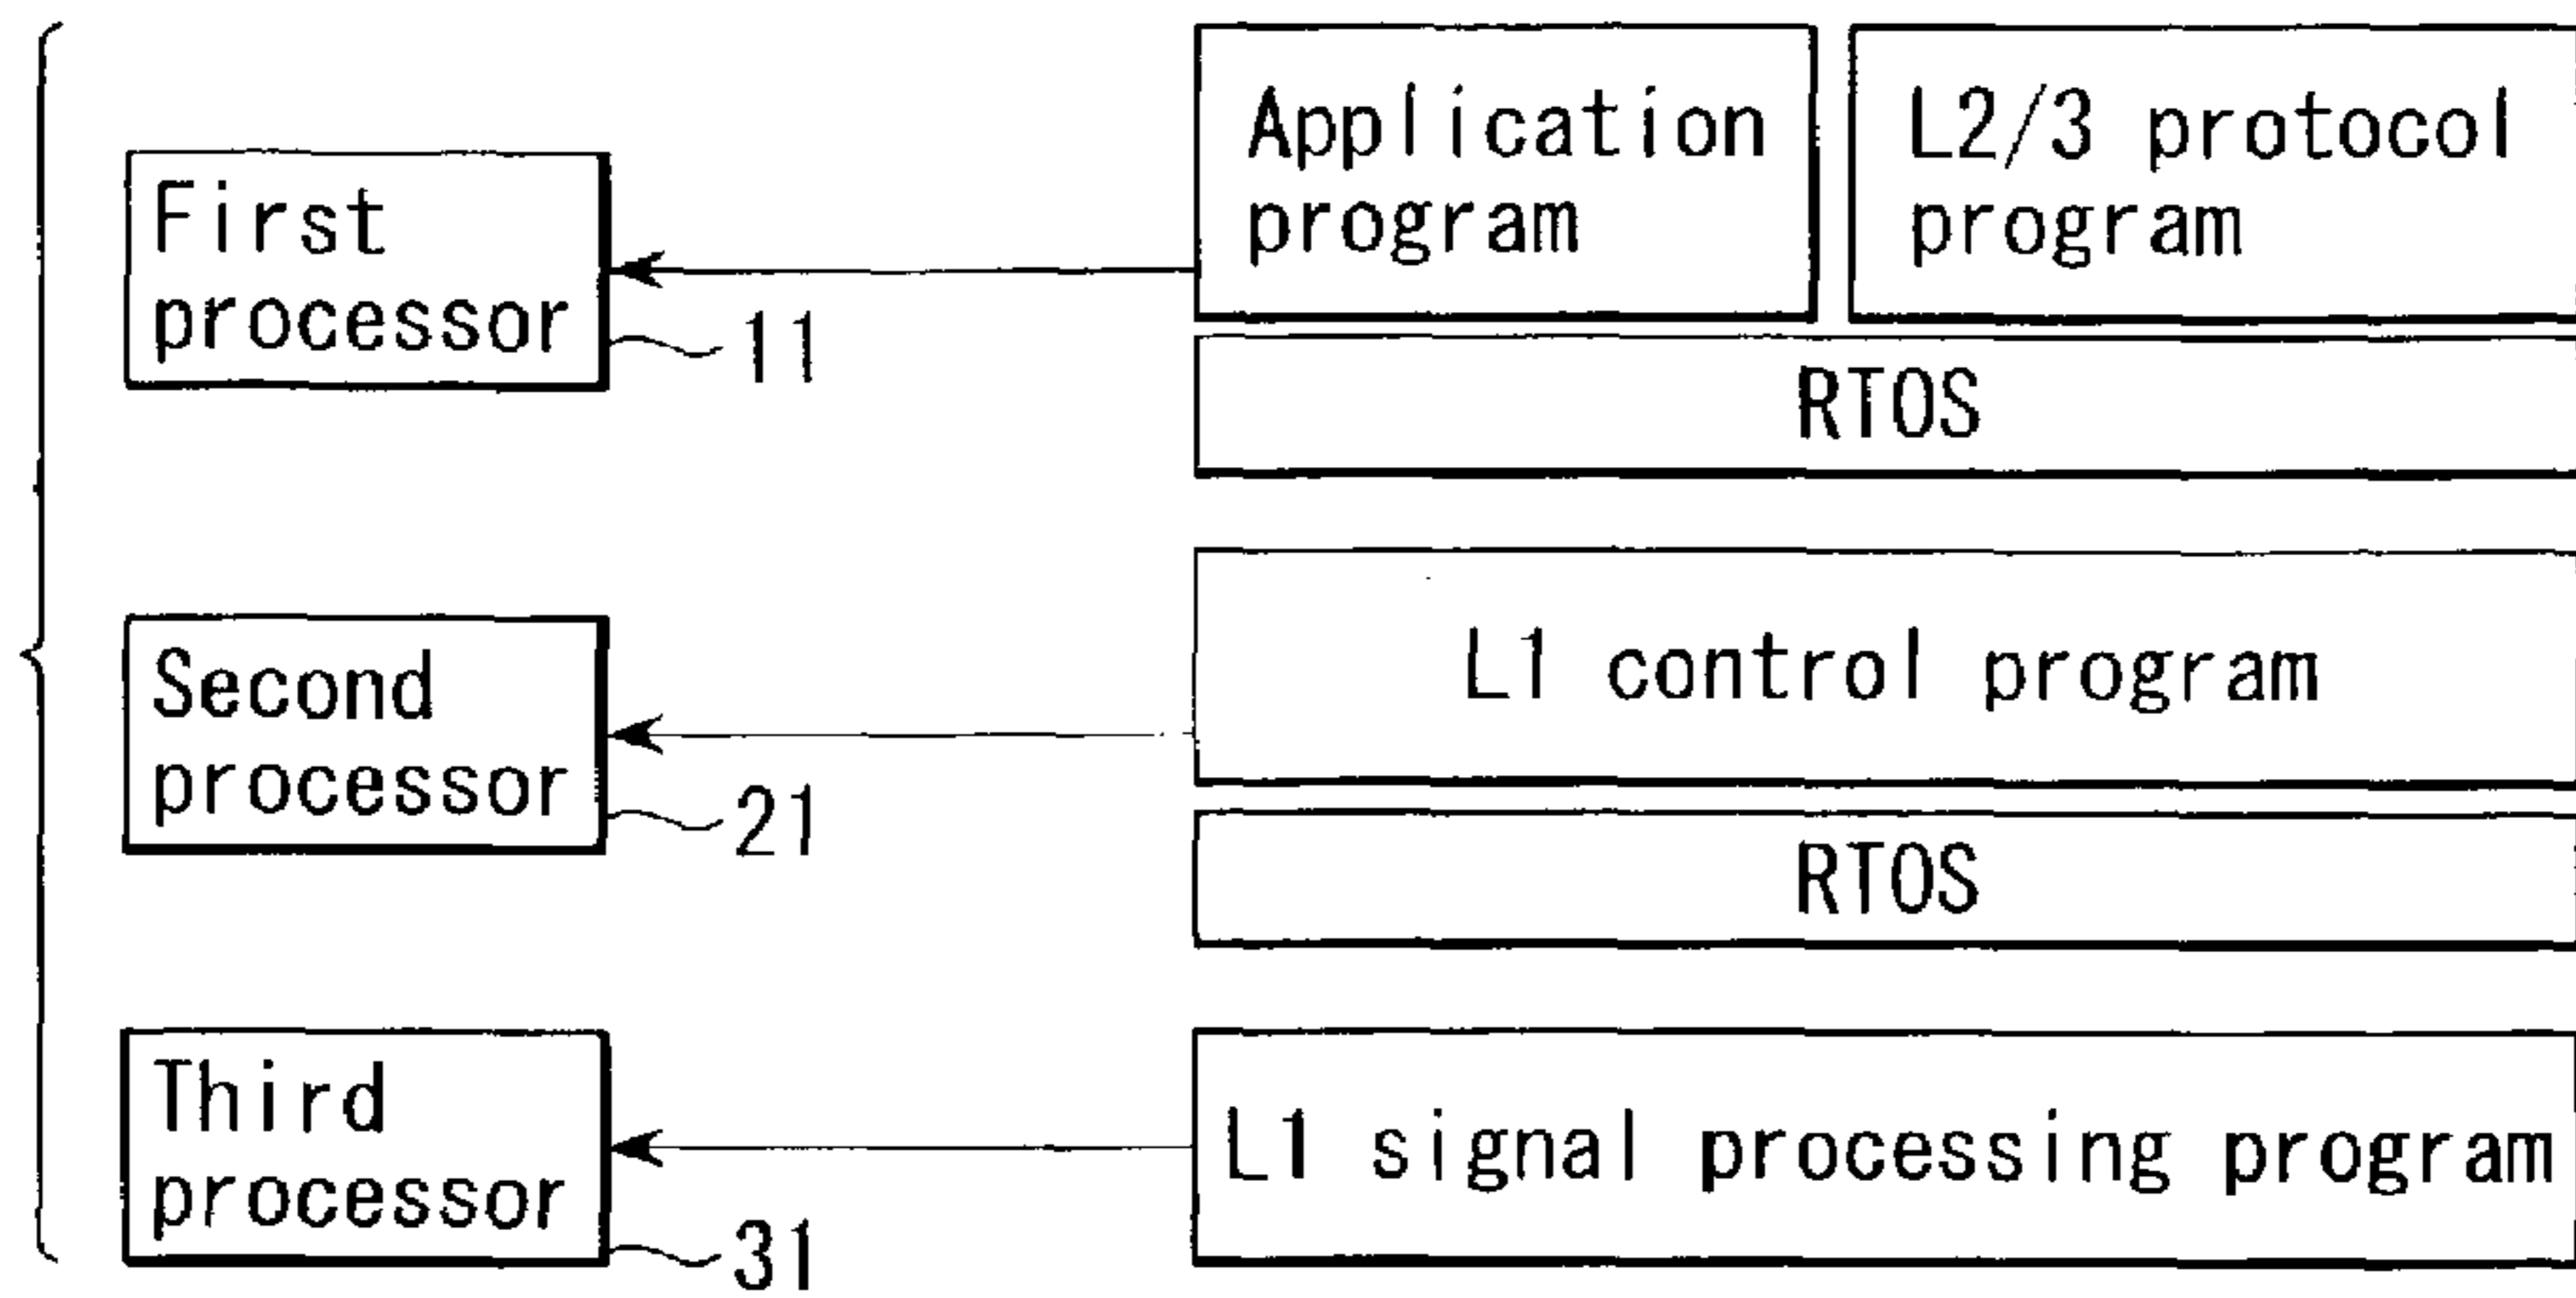 First
processor
11
Application
program
L2/3 protocol
program
RTOS
Second
processor
21
L1 control program
RTOS
Third
processor
31
L1 signal processing program